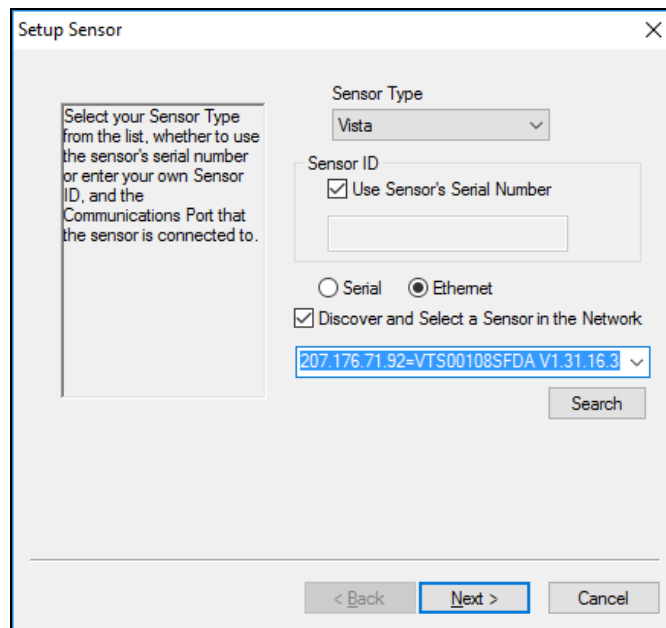 Setup Sensor
Select your Sensor Type
from the list, whether to use
the sensor's serial number
or enter your own Sensor
ID, and the
Communications Port that
the sensor is connected to.
Sensor Type
Vista
Sensor ID
Use Sensor's Serial Number
Serial
Ethernet
Discover and Select a Sensor in the Network
207.176.71.92=VTS00108SFDA V1.31.16.3
Search
< Back
Next >
Cancel